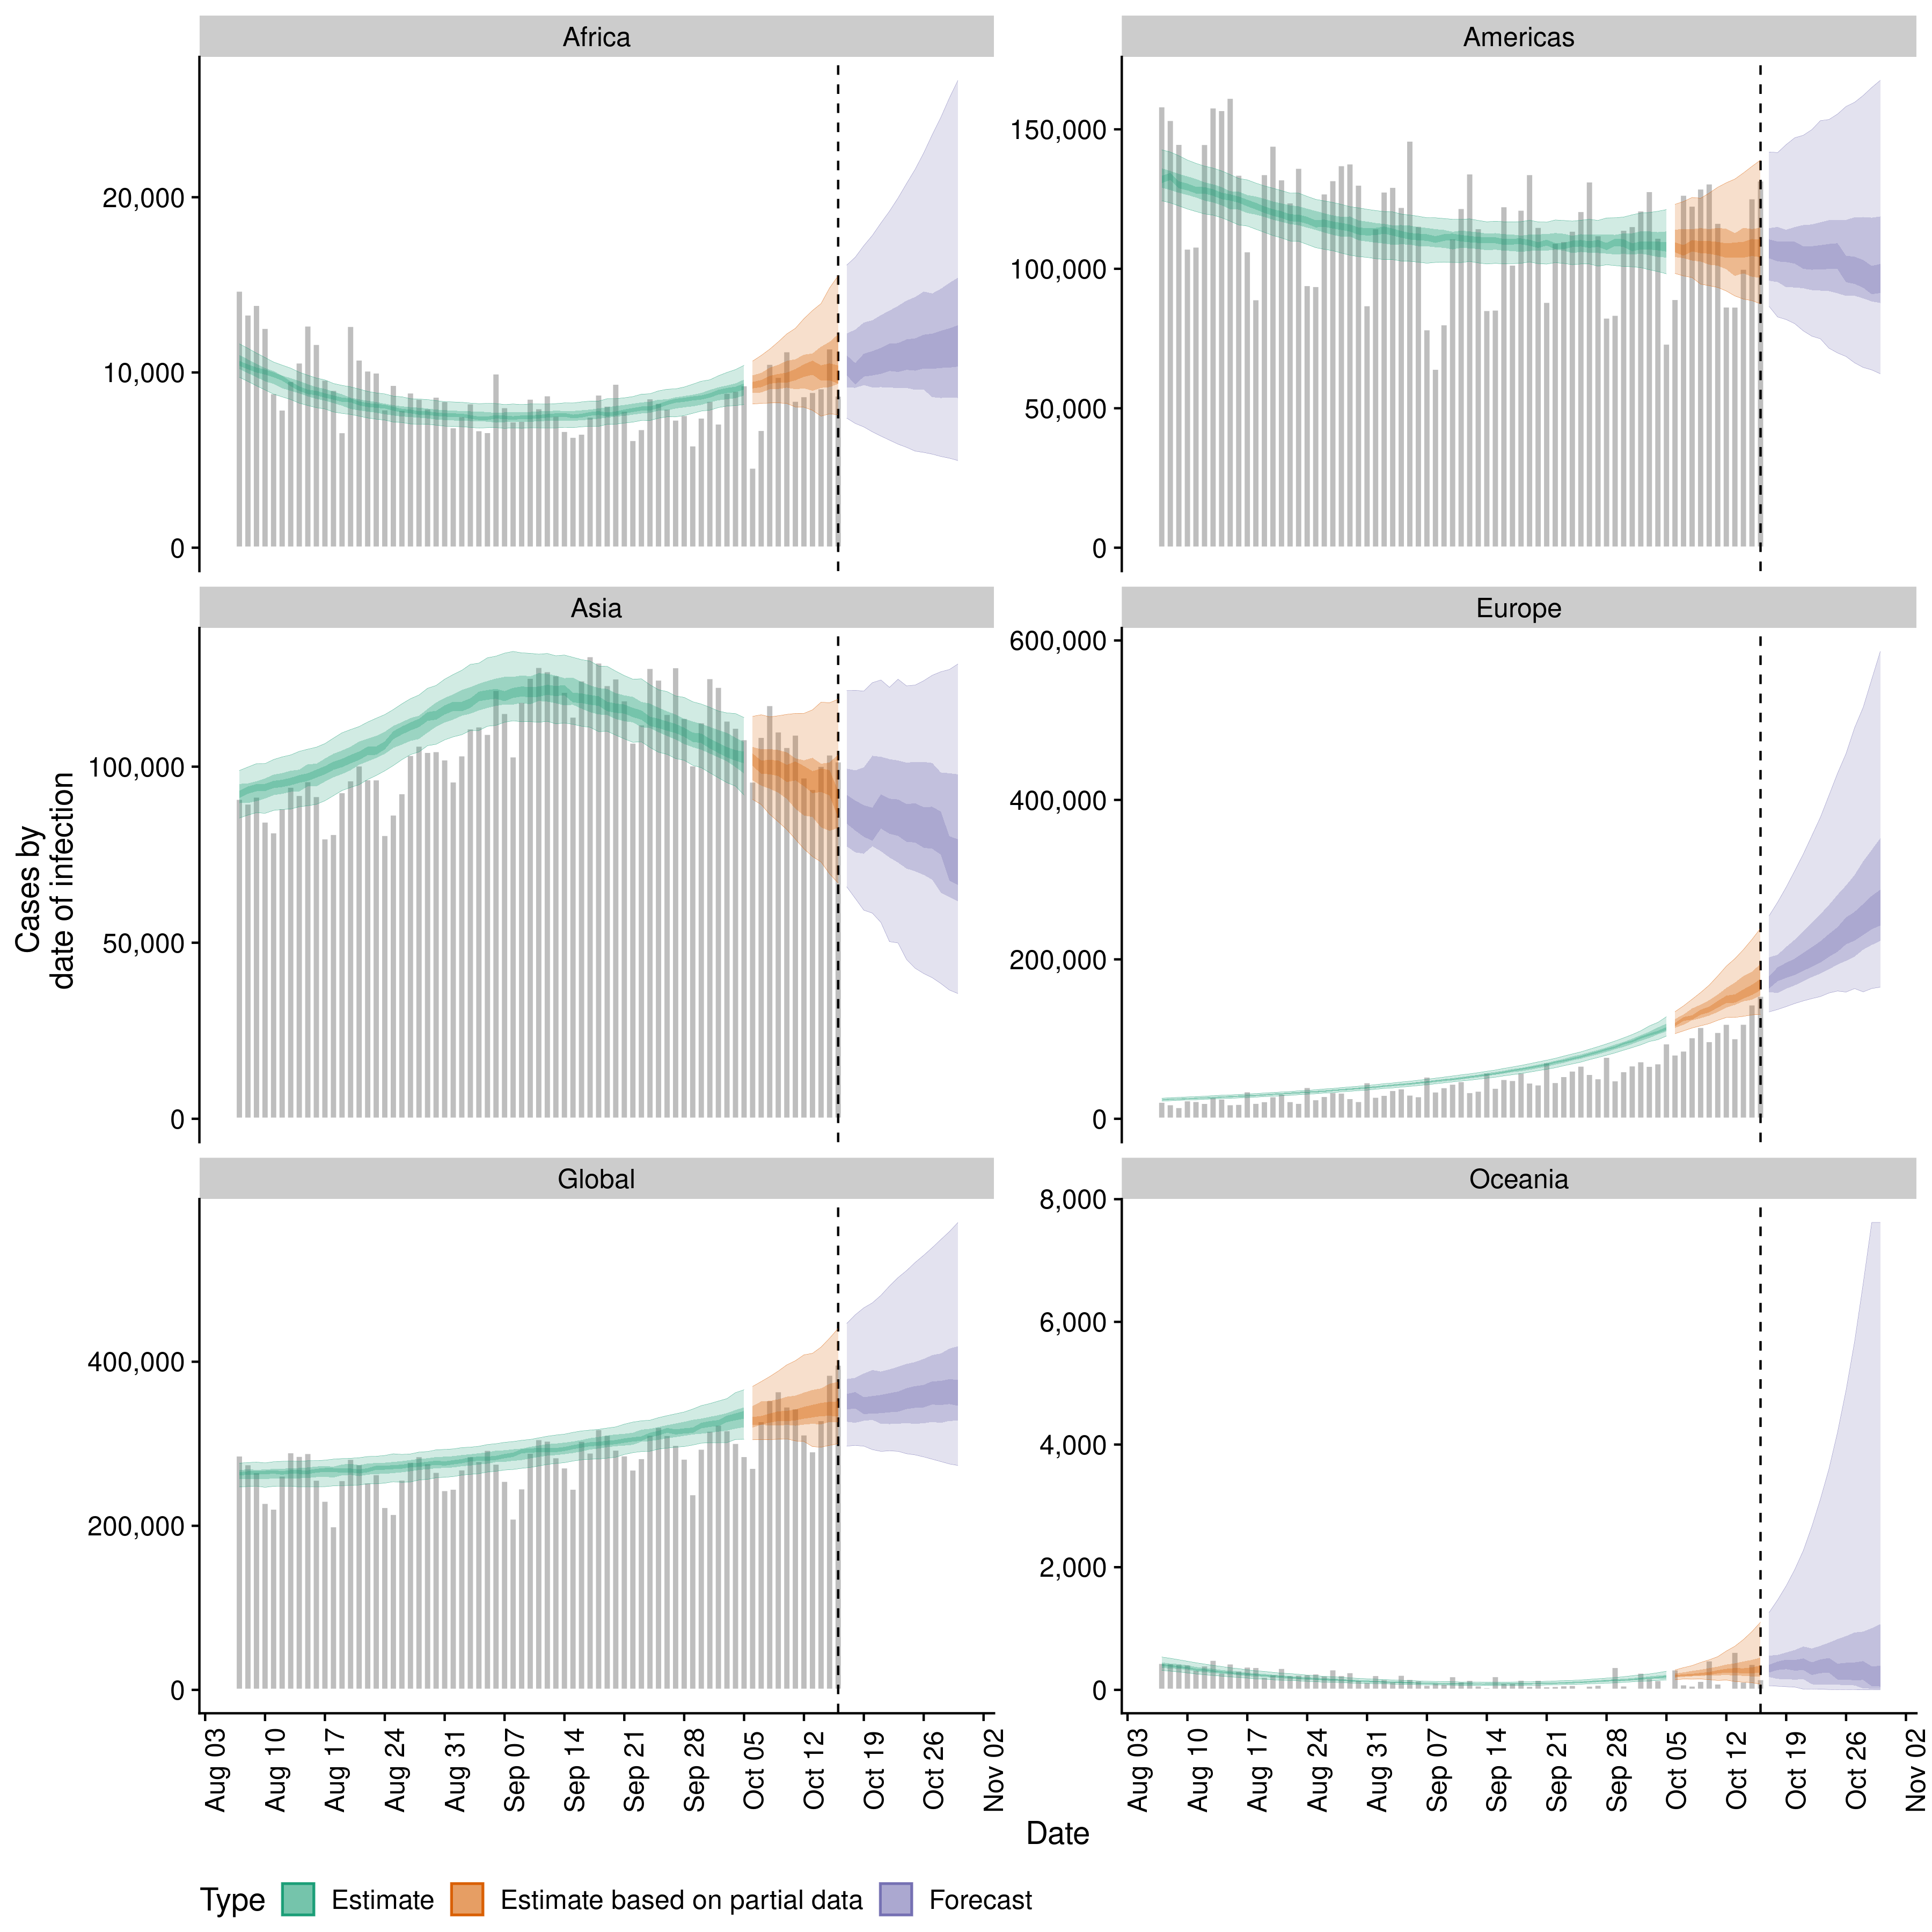 Africa
Americas
20,000
10,000
0
150,000
100,000
50,000
0
Asia
Europe
100,000
50,000
0
600,000
400,000
200,000
0
Global
Oceania
400,000
200,000
0
8,000
6,000
4,000
2,000
0
Cases by
date of infection
Aug 03
Aug 10
Aug 17
Aug 24
Aug 31
Sep 07
Sep 14
Sep 21
Sep 28
Oct 05
Oct 12
Oct 19
Oct 26
Nov 02
Aug 03
Aug 10
Aug 17
Aug 24
Aug 31
Sep 07
Sep 14
Sep 21
Sep 28
Oct 05
Oct 12
Oct 19
Oct 26
Nov 02
Date
Type Estimate Estimate based on partial data Forecast